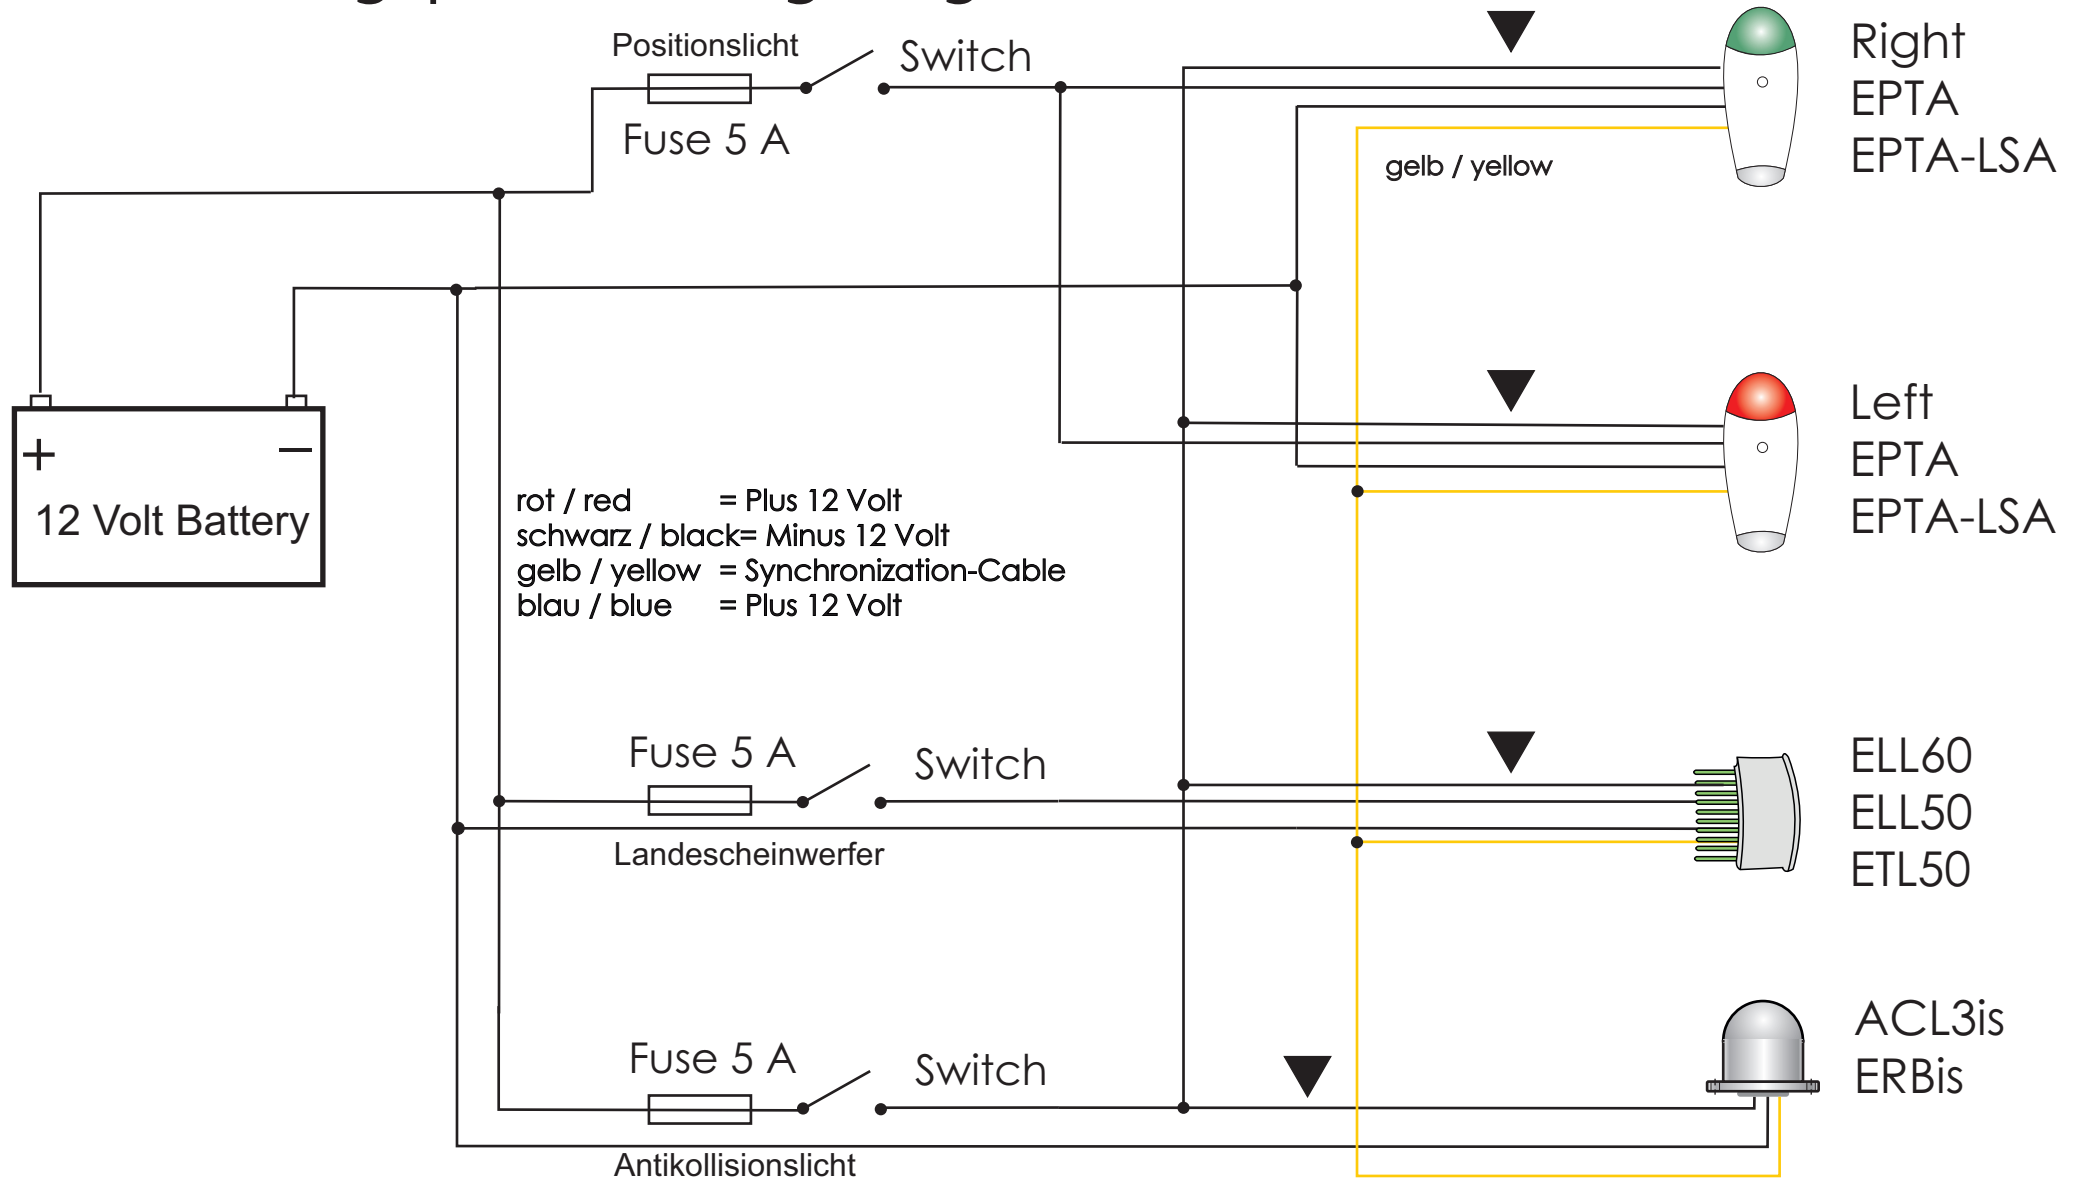 Positionslicht
Switch
Fuse 5 A
Right
EPTA
EPTA-LSA
gelb / yellow
Left
EPTA
EPTA-LSA
+
–
12 Volt Battery
rot / red = Plus 12 Volt
schwarz / black= Minus 12 Volt
gelb / yellow = Synchronization-Cable
blau / blue = Plus 12 Volt
Fuse 5 A
Switch
Landescheinwerfer
ELL60
ELL50
ETL50
Fuse 5 A
Switch
Antikollisionslicht
ACL3is
ERBis